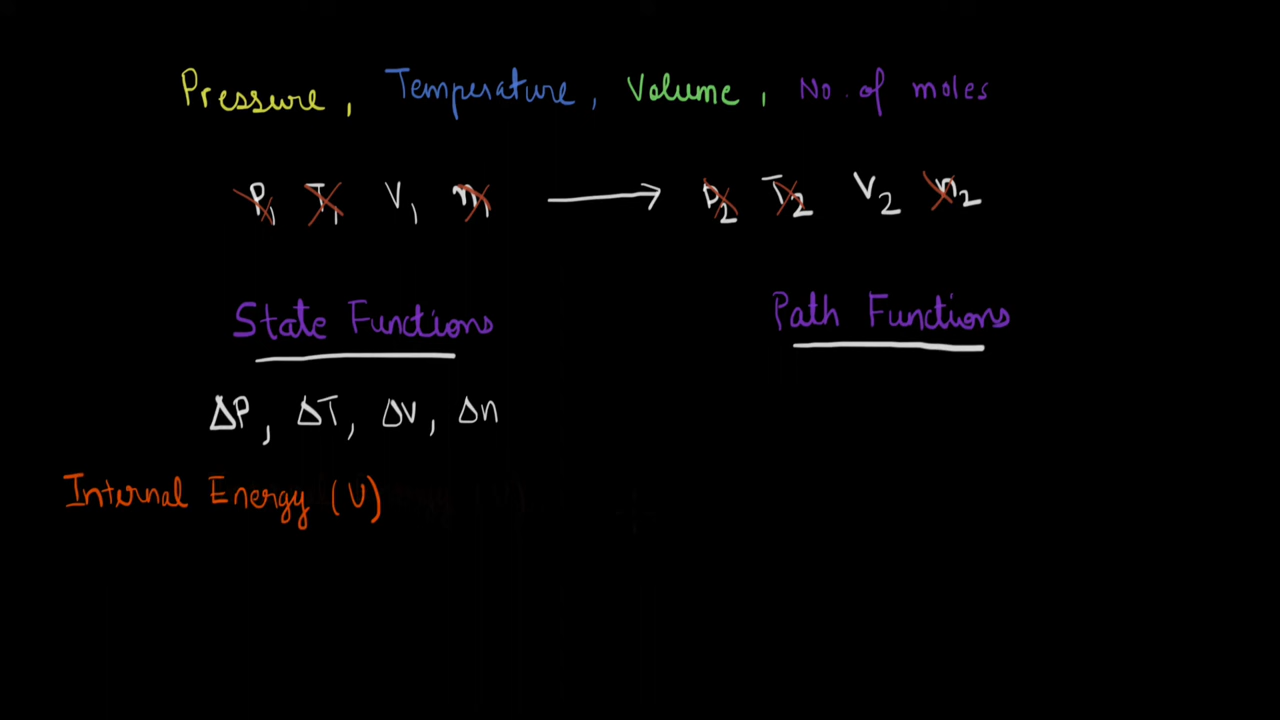 Pressure, Temperature, Volume, No. of moles
P₁ T₁ V₁ n₁ → P₂ T₂ V₂ n₂
State Functions Path Functions
ΔP, ΔT, ΔV, Δn
Internal Energy (U)